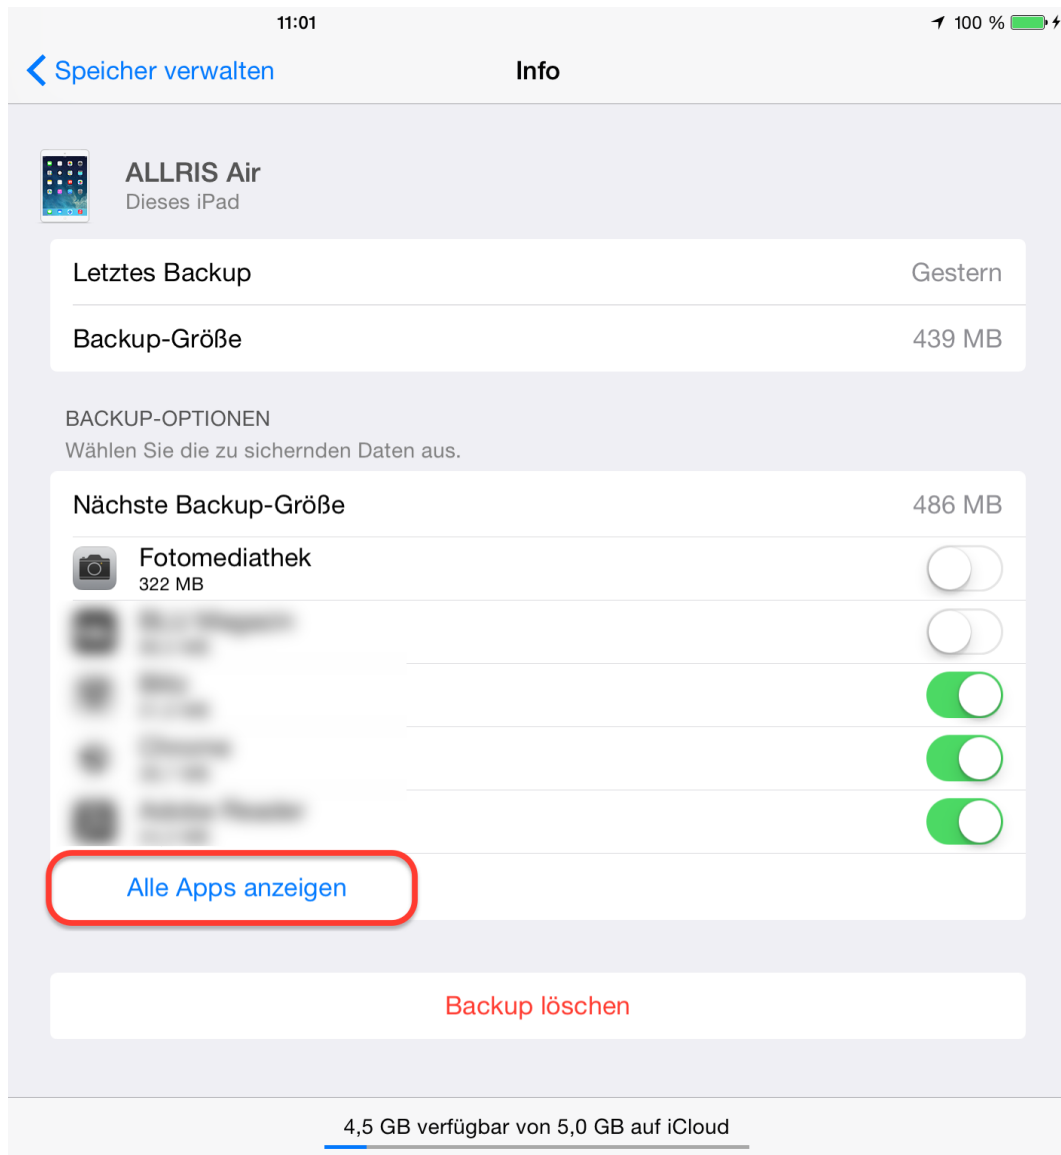 11:01
100 %
Speicher verwalten
Info
ALLRIS Air
Dieses iPad
Letztes Backup
Gestern
Backup-Größe
439 MB
BACKUP-OPTIONEN
Wählen Sie die zu sichernden Daten aus.
Nächste Backup-Größe
486 MB
Fotomediathek
322 MB
Alle Apps anzeigen
Backup löschen
4,5 GB verfügbar von 5,0 GB auf iCloud